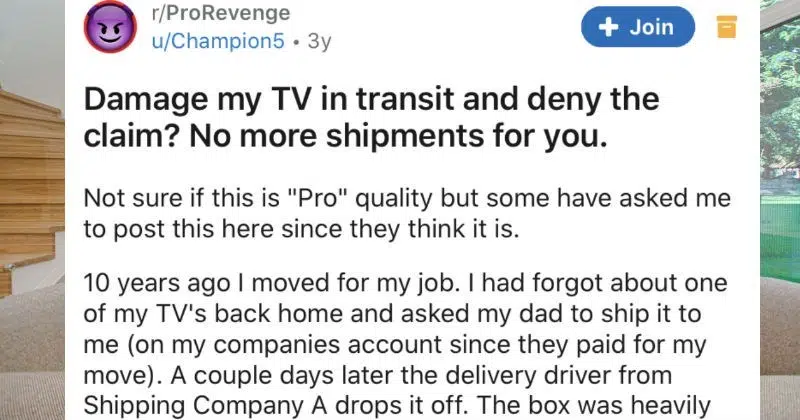 r/ProRevenge
u/Champion5 • 3y
+ Join
Damage my TV in transit and deny the
claim? No more shipments for you.
Not sure if this is "Pro" quality but some have asked me
to post this here since they think it is.
10 years ago I moved for my job. I had forgot about one
of my TV's back home and asked my dad to ship it to
me (on my companies account since they paid for my
move). A couple days later the delivery driver from
Shipping Company A drops it off. The box was heavily